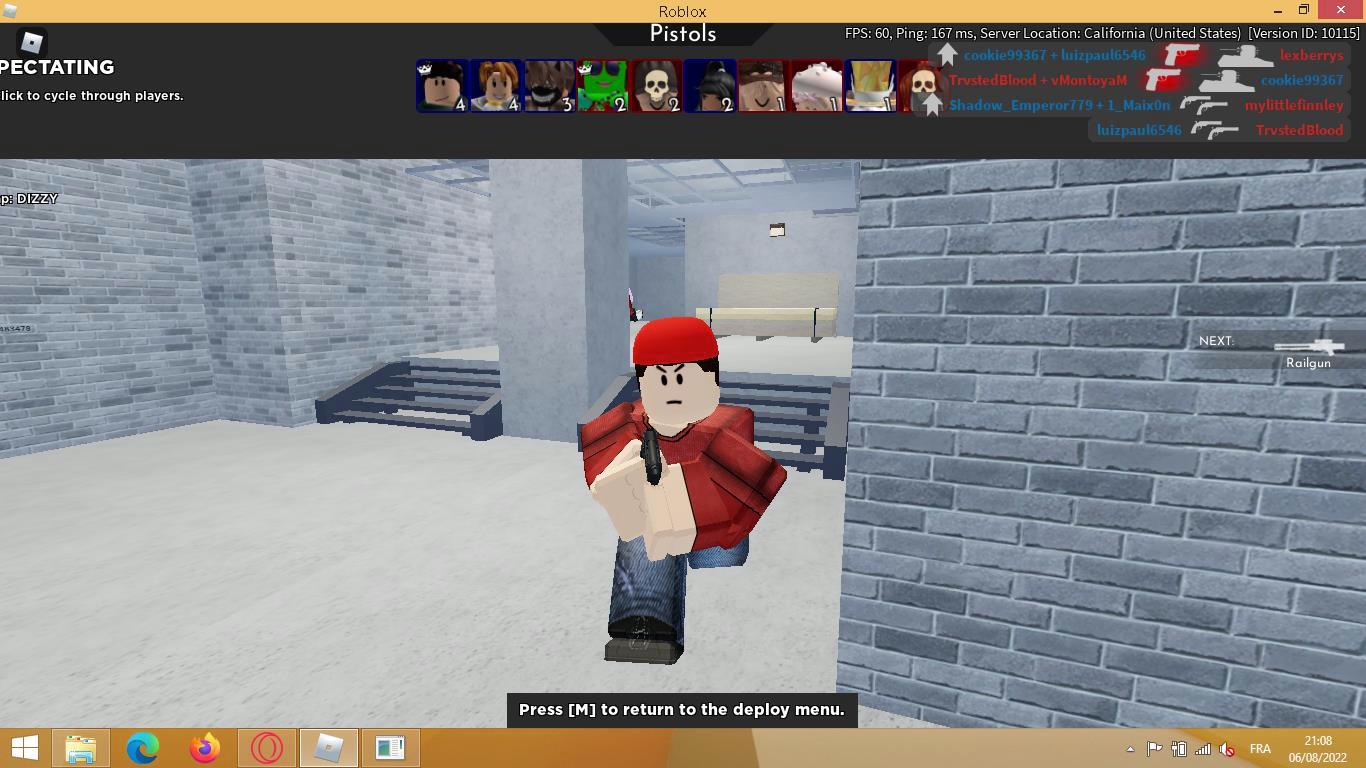 Roblox
Pistols
FPS: 60, Ping: 167 ms, Server Location: California (United States) [Version ID: 10115]
PECTATING
lick to cycle through players.
4 4 3 2 2 2 1 1 1
cookie99367 + luizpaul6546 lexberrys
TrvstedBlood + vMontoyaM cookie99367
Shadow_Emperor779 + 1_Maix0n mylittlefinnley
luizpaul6546 TrvstedBlood
p: DIZZY
NEXT:
Railgun
Press [M] to return to the deploy menu.
FRA
21:08
06/08/2022